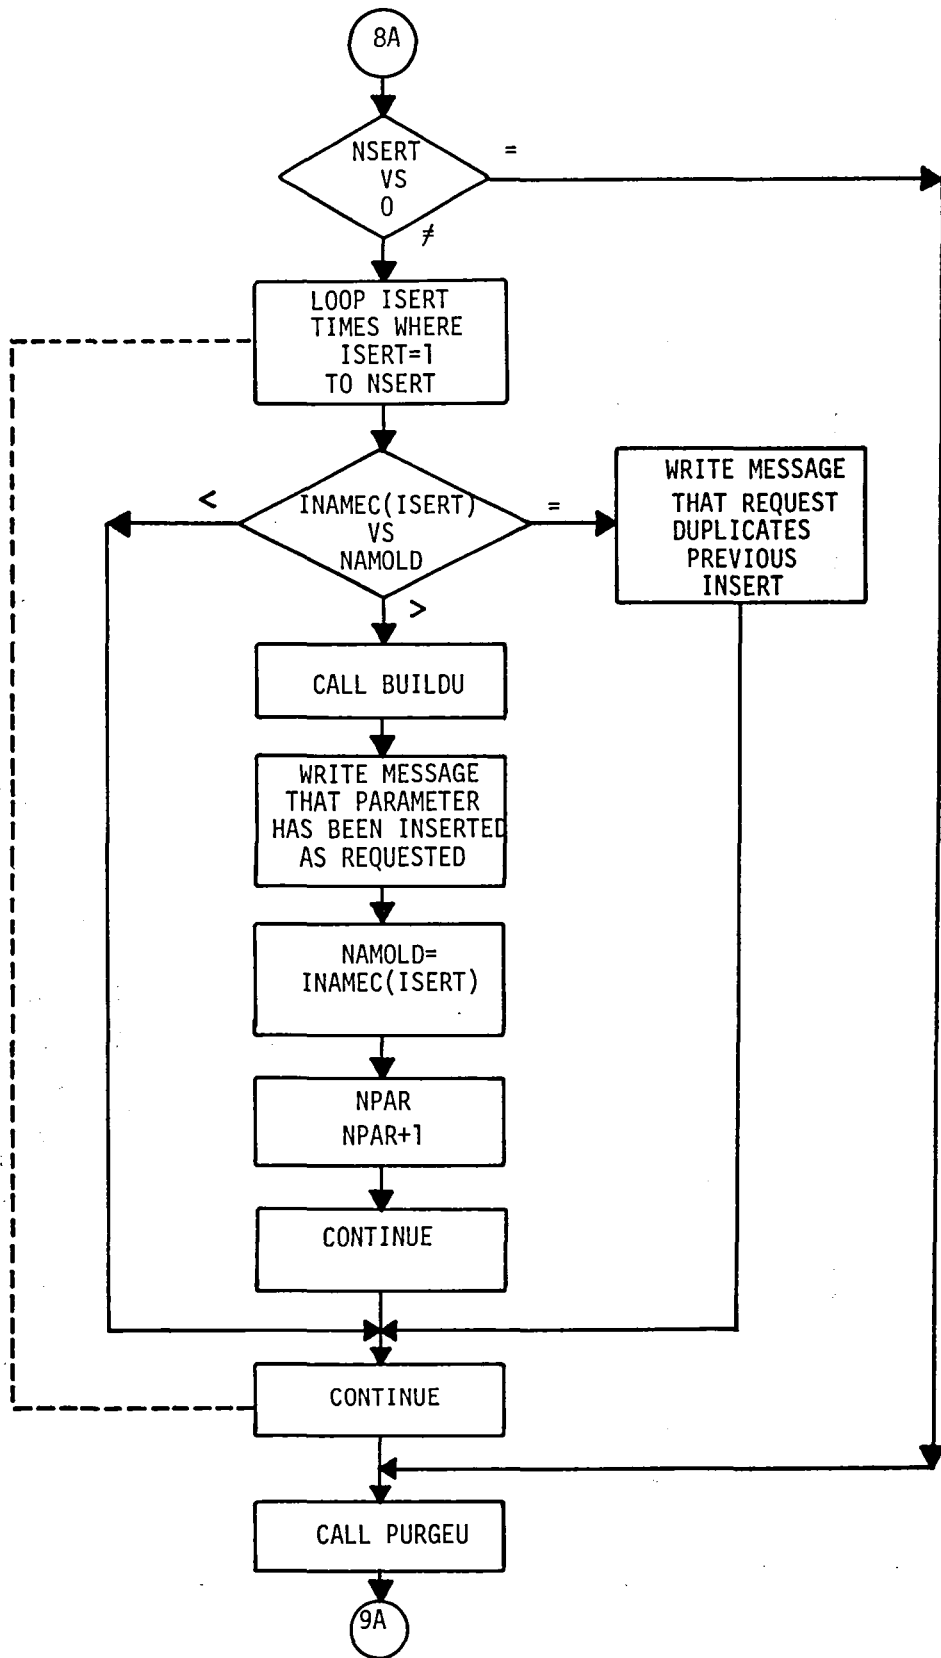 8A
NSERT
VS
0
=
≠
LOOP ISERT
TIMES WHERE
ISERT=1
TO NSERT
<
INAMEC(ISERT)
VS
NAMOLD
=
>
WRITE MESSAGE
THAT REQUEST
DUPLICATES
PREVIOUS
INSERT
CALL BUILDU
WRITE MESSAGE
THAT PARAMETER
HAS BEEN INSERTED
AS REQUESTED
NAMOLD=
INAMEC(ISERT)
NPAR
NPAR+1
CONTINUE
CONTINUE
CALL PURGEU
9A